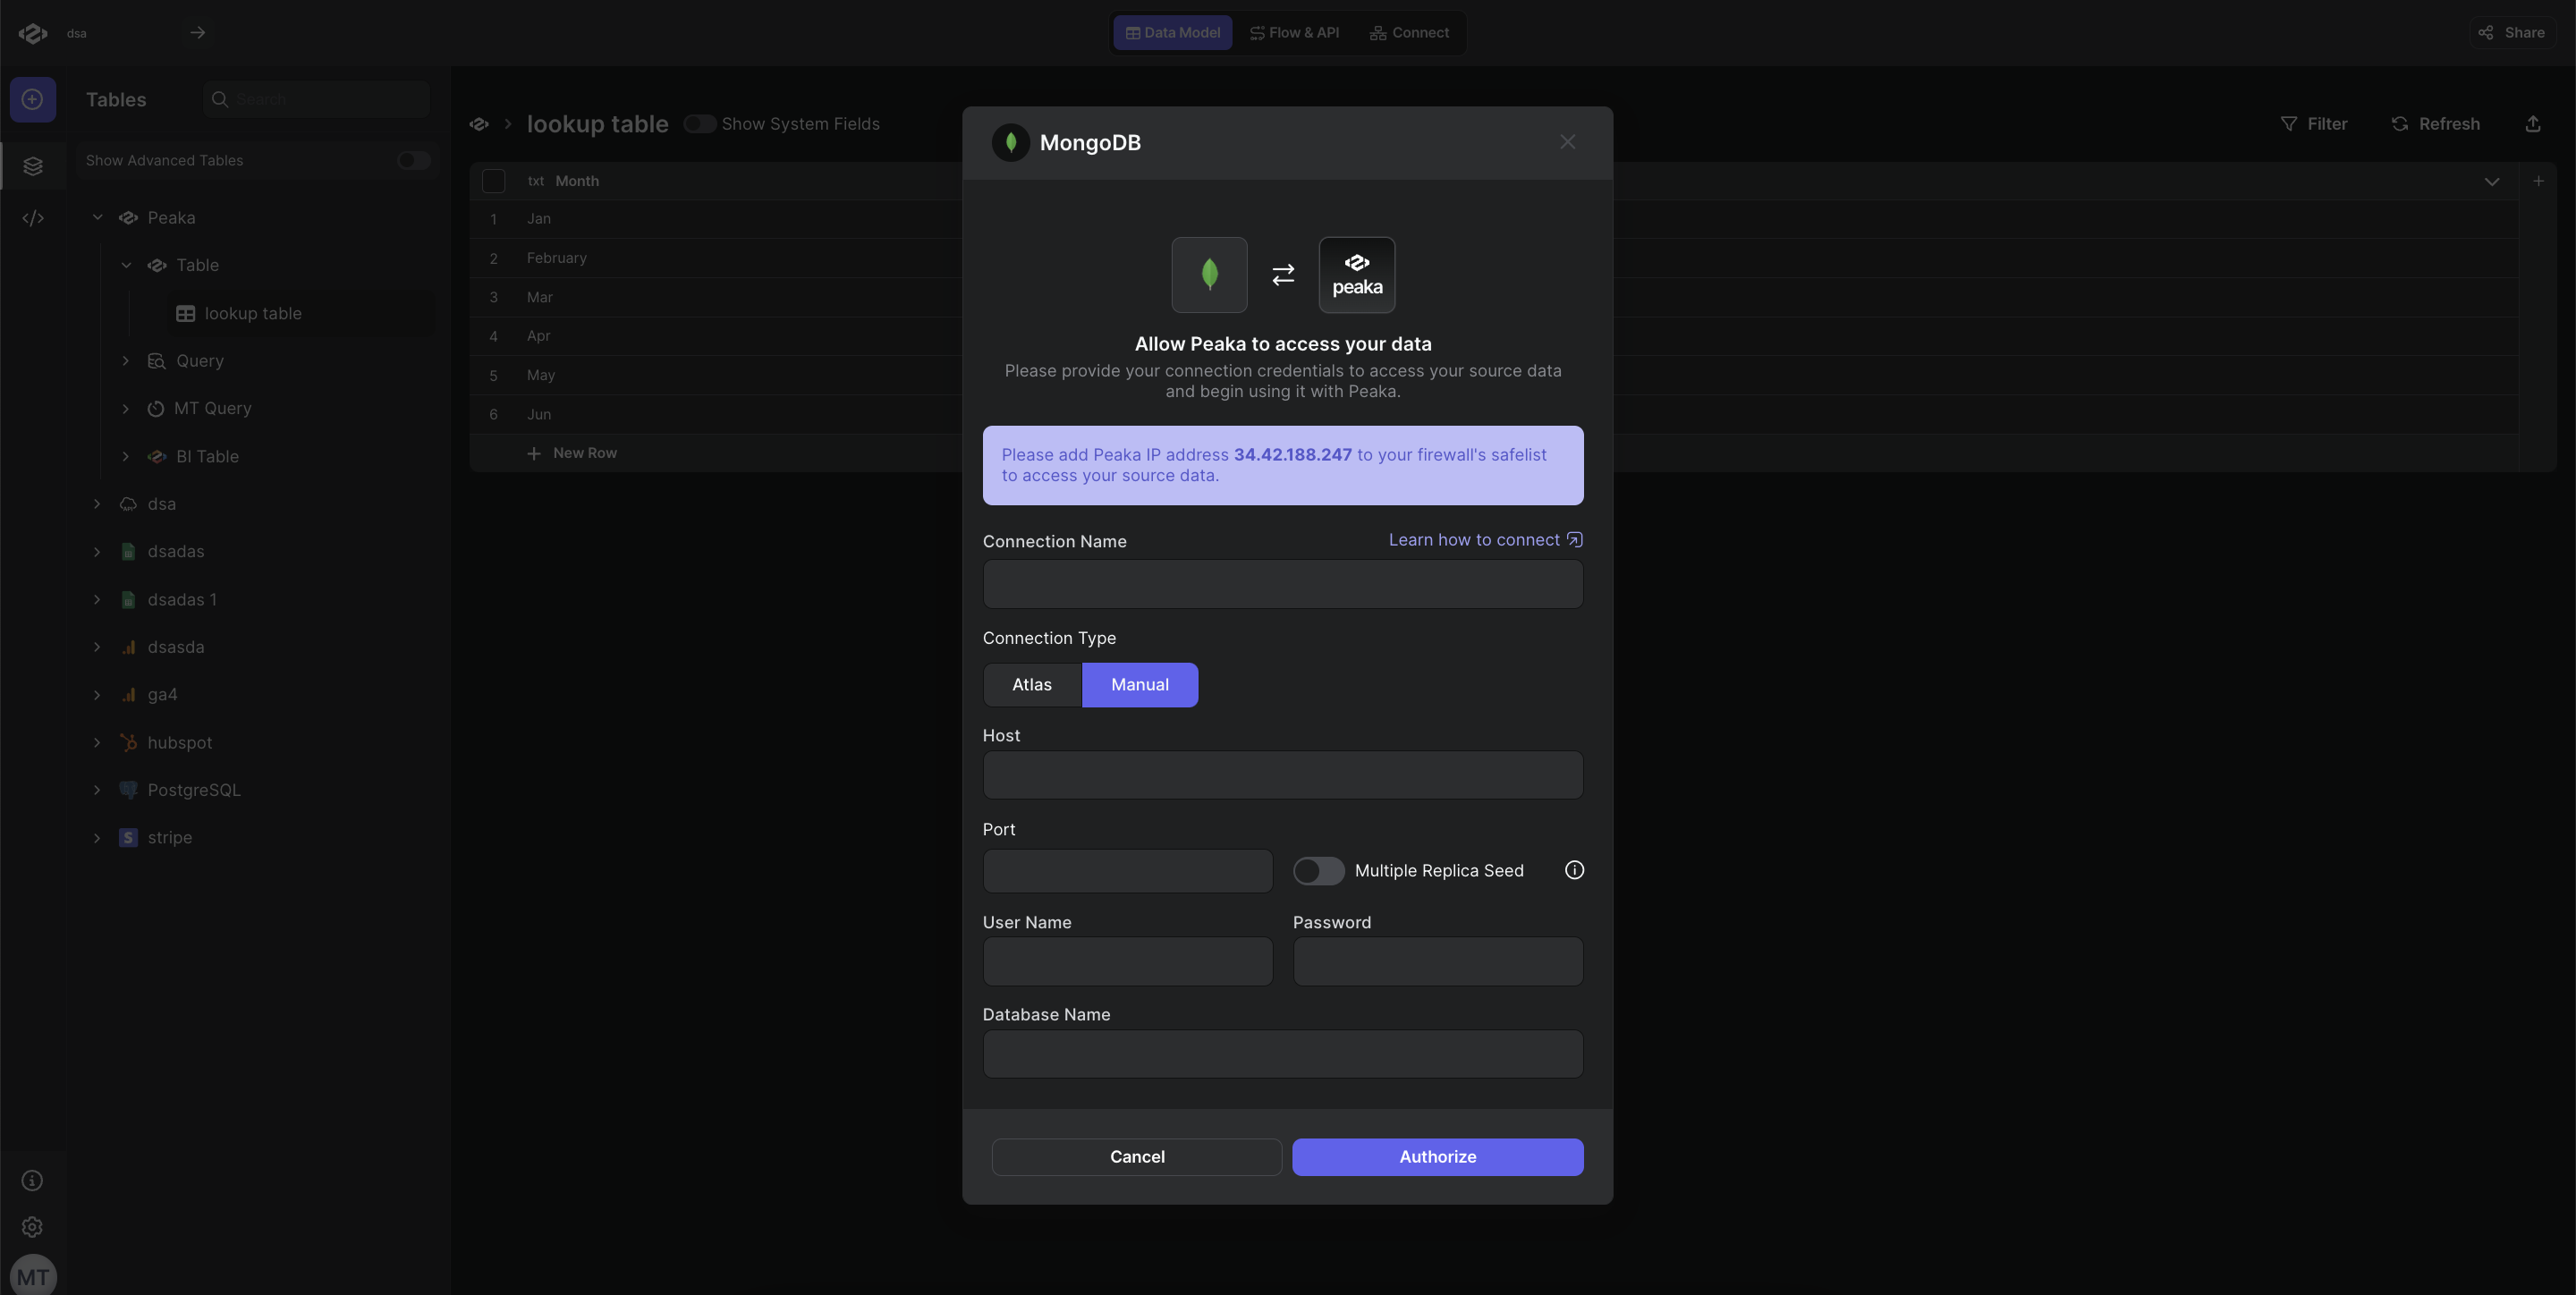 dsa
Data Model
Flow & API
Connect
Share
Tables
Search
Show Advanced Tables
Peaka
Table
lookup table
Query
MT Query
BI Table
dsa
dsadas
dsadas 1
dsasda
ga4
hubspot
PostgreSQL
stripe
MT
lookup table
Show System Fields
Filter
Refresh
txt Month
1 Jan
2 February
3 Mar
4 Apr
5 May
6 Jun
New Row
MongoDB
peaka
Allow Peaka to access your data
Please provide your connection credentials to access your source data
and begin using it with Peaka.
Please add Peaka IP address 34.42.188.247 to your firewall's safelist
to access your source data.
Connection Name
Learn how to connect
Connection Type
Atlas
Manual
Host
Port
Multiple Replica Seed
User Name
Password
Database Name
Cancel
Authorize